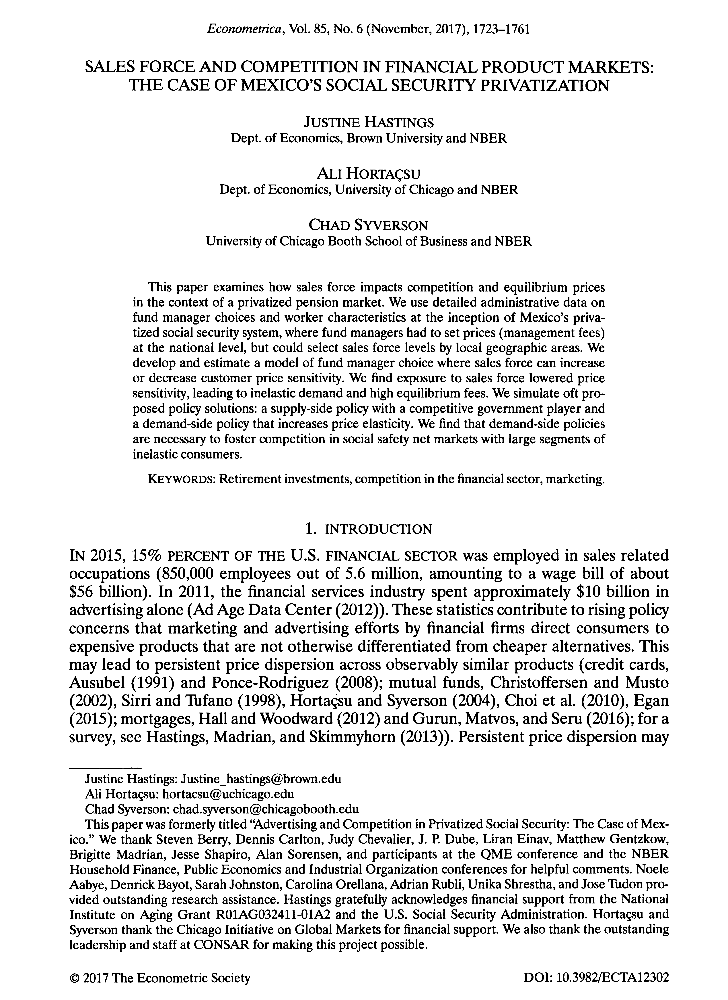 Econometrica, Vol. 85, No. 6 (November, 2017), 1723–1761
SALES FORCE AND COMPETITION IN FINANCIAL PRODUCT MARKETS:
THE CASE OF MEXICO'S SOCIAL SECURITY PRIVATIZATION
JUSTINE HASTINGS
Dept. of Economics, Brown University and NBER
ALI HORTAÇSU
Dept. of Economics, University of Chicago and NBER
CHAD SYVERSON
University of Chicago Booth School of Business and NBER
This paper examines how sales force impacts competition and equilibrium prices
in the context of a privatized pension market. We use detailed administrative data on
fund manager choices and worker characteristics at the inception of Mexico's priva-
tized social security system, where fund managers had to set prices (management fees)
at the national level, but could select sales force levels by local geographic areas. We
develop and estimate a model of fund manager choice where sales force can increase
or decrease customer price sensitivity. We find exposure to sales force lowered price
sensitivity, leading to inelastic demand and high equilibrium fees. We simulate oft pro-
posed policy solutions: a supply-side policy with a competitive government player and
a demand-side policy that increases price elasticity. We find that demand-side policies
are necessary to foster competition in social safety net markets with large segments of
inelastic consumers.
KEYWORDS: Retirement investments, competition in the financial sector, marketing.
1. INTRODUCTION
IN 2015, 15% PERCENT OF THE U.S. FINANCIAL SECTOR was employed in sales related
occupations (850,000 employees out of 5.6 million, amounting to a wage bill of about
$56 billion). In 2011, the financial services industry spent approximately $10 billion in
advertising alone (Ad Age Data Center (2012)). These statistics contribute to rising policy
concerns that marketing and advertising efforts by financial firms direct consumers to
expensive products that are not otherwise differentiated from cheaper alternatives. This
may lead to persistent price dispersion across observably similar products (credit cards,
Ausubel (1991) and Ponce-Rodriguez (2008); mutual funds, Christoffersen and Musto
(2002), Sirri and Tufano (1998), Hortaçsu and Syverson (2004), Choi et al. (2010), Egan
(2015); mortgages, Hall and Woodward (2012) and Gurun, Matvos, and Seru (2016); for a
survey, see Hastings, Madrian, and Skimmyhorn (2013)). Persistent price dispersion may
Justine Hastings: Justine_hastings@brown.edu
Ali Hortaçsu: hortacsu@uchicago.edu
Chad Syverson: chad.syverson@chicagobooth.edu
This paper was formerly titled “Advertising and Competition in Privatized Social Security: The Case of Mex-
ico.” We thank Steven Berry, Dennis Carlton, Judy Chevalier, J. P. Dube, Liran Einav, Matthew Gentzkow,
Brigitte Madrian, Jesse Shapiro, Alan Sorensen, and participants at the QME conference and the NBER
Household Finance, Public Economics and Industrial Organization conferences for helpful comments. Noele
Aabye, Denrick Bayot, Sarah Johnston, Carolina Orellana, Adrian Rubli, Unika Shrestha, and Jose Tudon pro-
vided outstanding research assistance. Hastings gratefully acknowledges financial support from the National
Institute on Aging Grant R01AG032411-01A2 and the U.S. Social Security Administration. Hortaçsu and
Syverson thank the Chicago Initiative on Global Markets for financial support. We also thank the outstanding
leadership and staff at CONSAR for making this project possible.
© 2017 The Econometric Society
DOI: 10.3982/ECTA12302